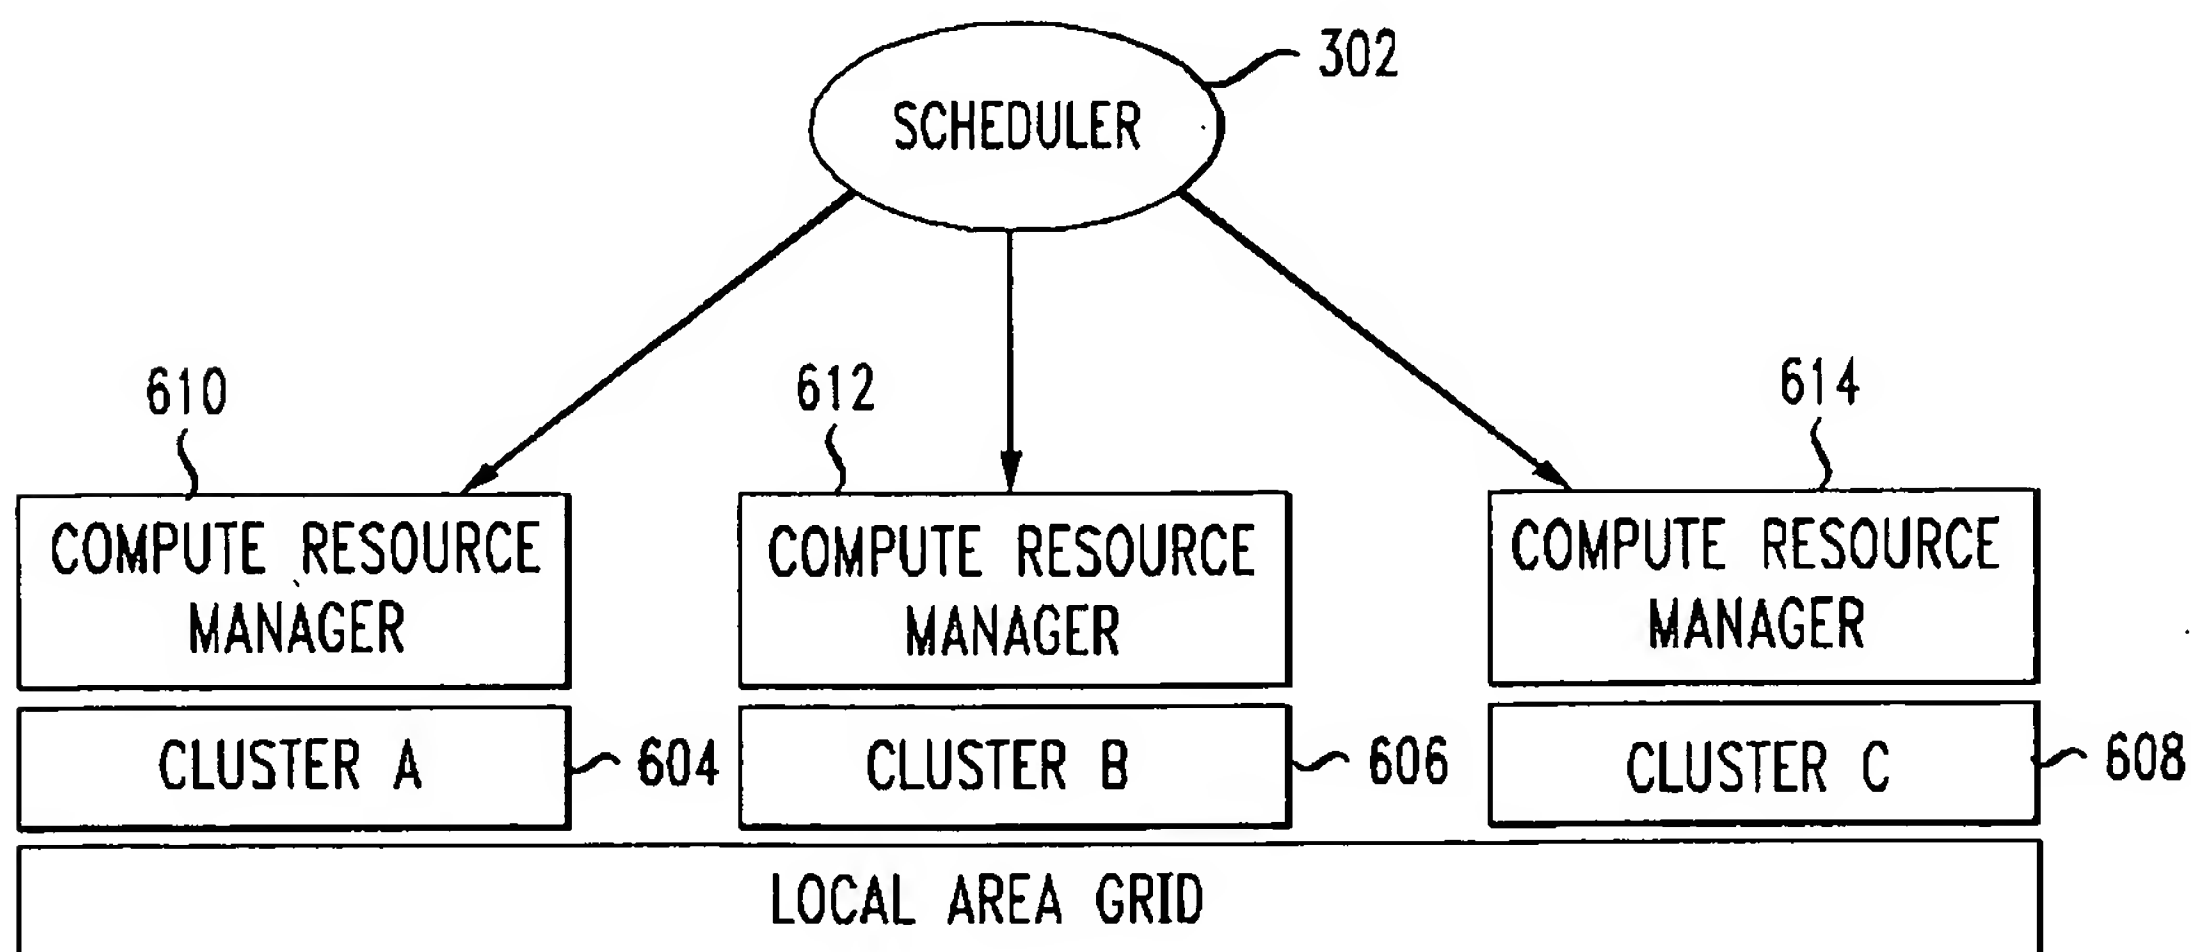 302
SCHEDULER
610
612
614
COMPUTE RESOURCE
MANAGER
COMPUTE RESOURCE
MANAGER
COMPUTE RESOURCE
MANAGER
CLUSTER A
604
CLUSTER B
606
CLUSTER C
608
LOCAL AREA GRID